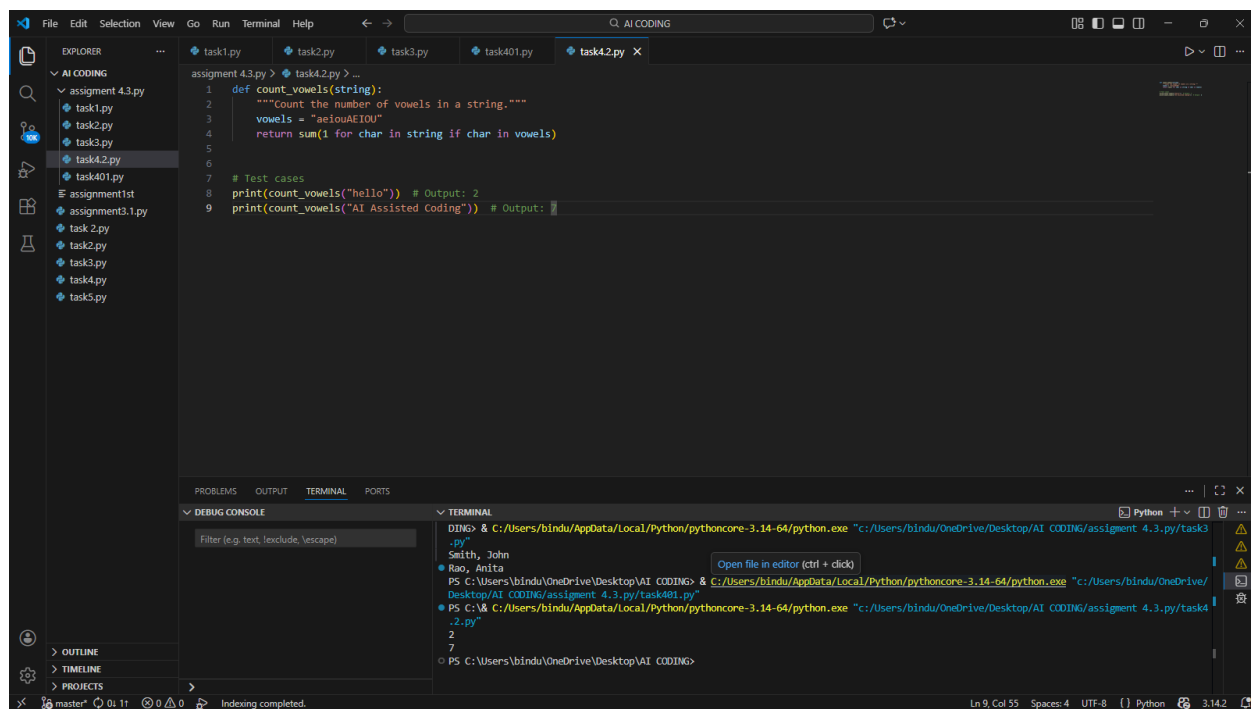 File Edit Selection View Go Run Terminal Help
AI CODING
EXPLORER
AI CODING
assigment 4.3.py
task1.py
task2.py
task3.py
task4.2.py
task401.py
assignment1st
assignment3.1.py
task 2.py
task2.py
task3.py
task4.py
task5.py
OUTLINE
TIMELINE
PROJECTS
10K
task1.py task2.py task3.py task401.py task4.2.py
assigment 4.3.py > task4.2.py > ...
1 def count_vowels(string):
2     """Count the number of vowels in a string."""
3     vowels = "aeiouAEIOU"
4     return sum(1 for char in string if char in vowels)
5
6
7 # Test cases
8 print(count_vowels("hello"))  # Output: 2
9 print(count_vowels("AI Assisted Coding"))  # Output: 7
PROBLEMS OUTPUT TERMINAL PORTS
DEBUG CONSOLE
Filter (e.g. text, !exclude, \escape)
TERMINAL
Python
DING> & C:/Users/bindu/AppData/Local/Python/pythoncore-3.14-64/python.exe "c:/Users/bindu/OneDrive/Desktop/AI CODING/assigment 4.3.py/task3
.py"
Smith, John
Rao, Anita
Open file in editor (ctrl + click)
PS C:\Users\bindu\OneDrive\Desktop\AI CODING> & C:/Users/bindu/AppData/Local/Python/pythoncore-3.14-64/python.exe "c:/Users/bindu/OneDrive/
Desktop/AI CODING/assigment 4.3.py/task401.py"
PS C:\& C:/Users/bindu/AppData/Local/Python/pythoncore-3.14-64/python.exe "c:/Users/bindu/OneDrive/Desktop/AI CODING/assigment 4.3.py/task4
.2.py"
2
7
PS C:\Users\bindu\OneDrive\Desktop\AI CODING>
master* 0↓ 1↑ 0 0 Indexing completed. Ln 9, Col 55 Spaces: 4 UTF-8 {} Python 3.14.2